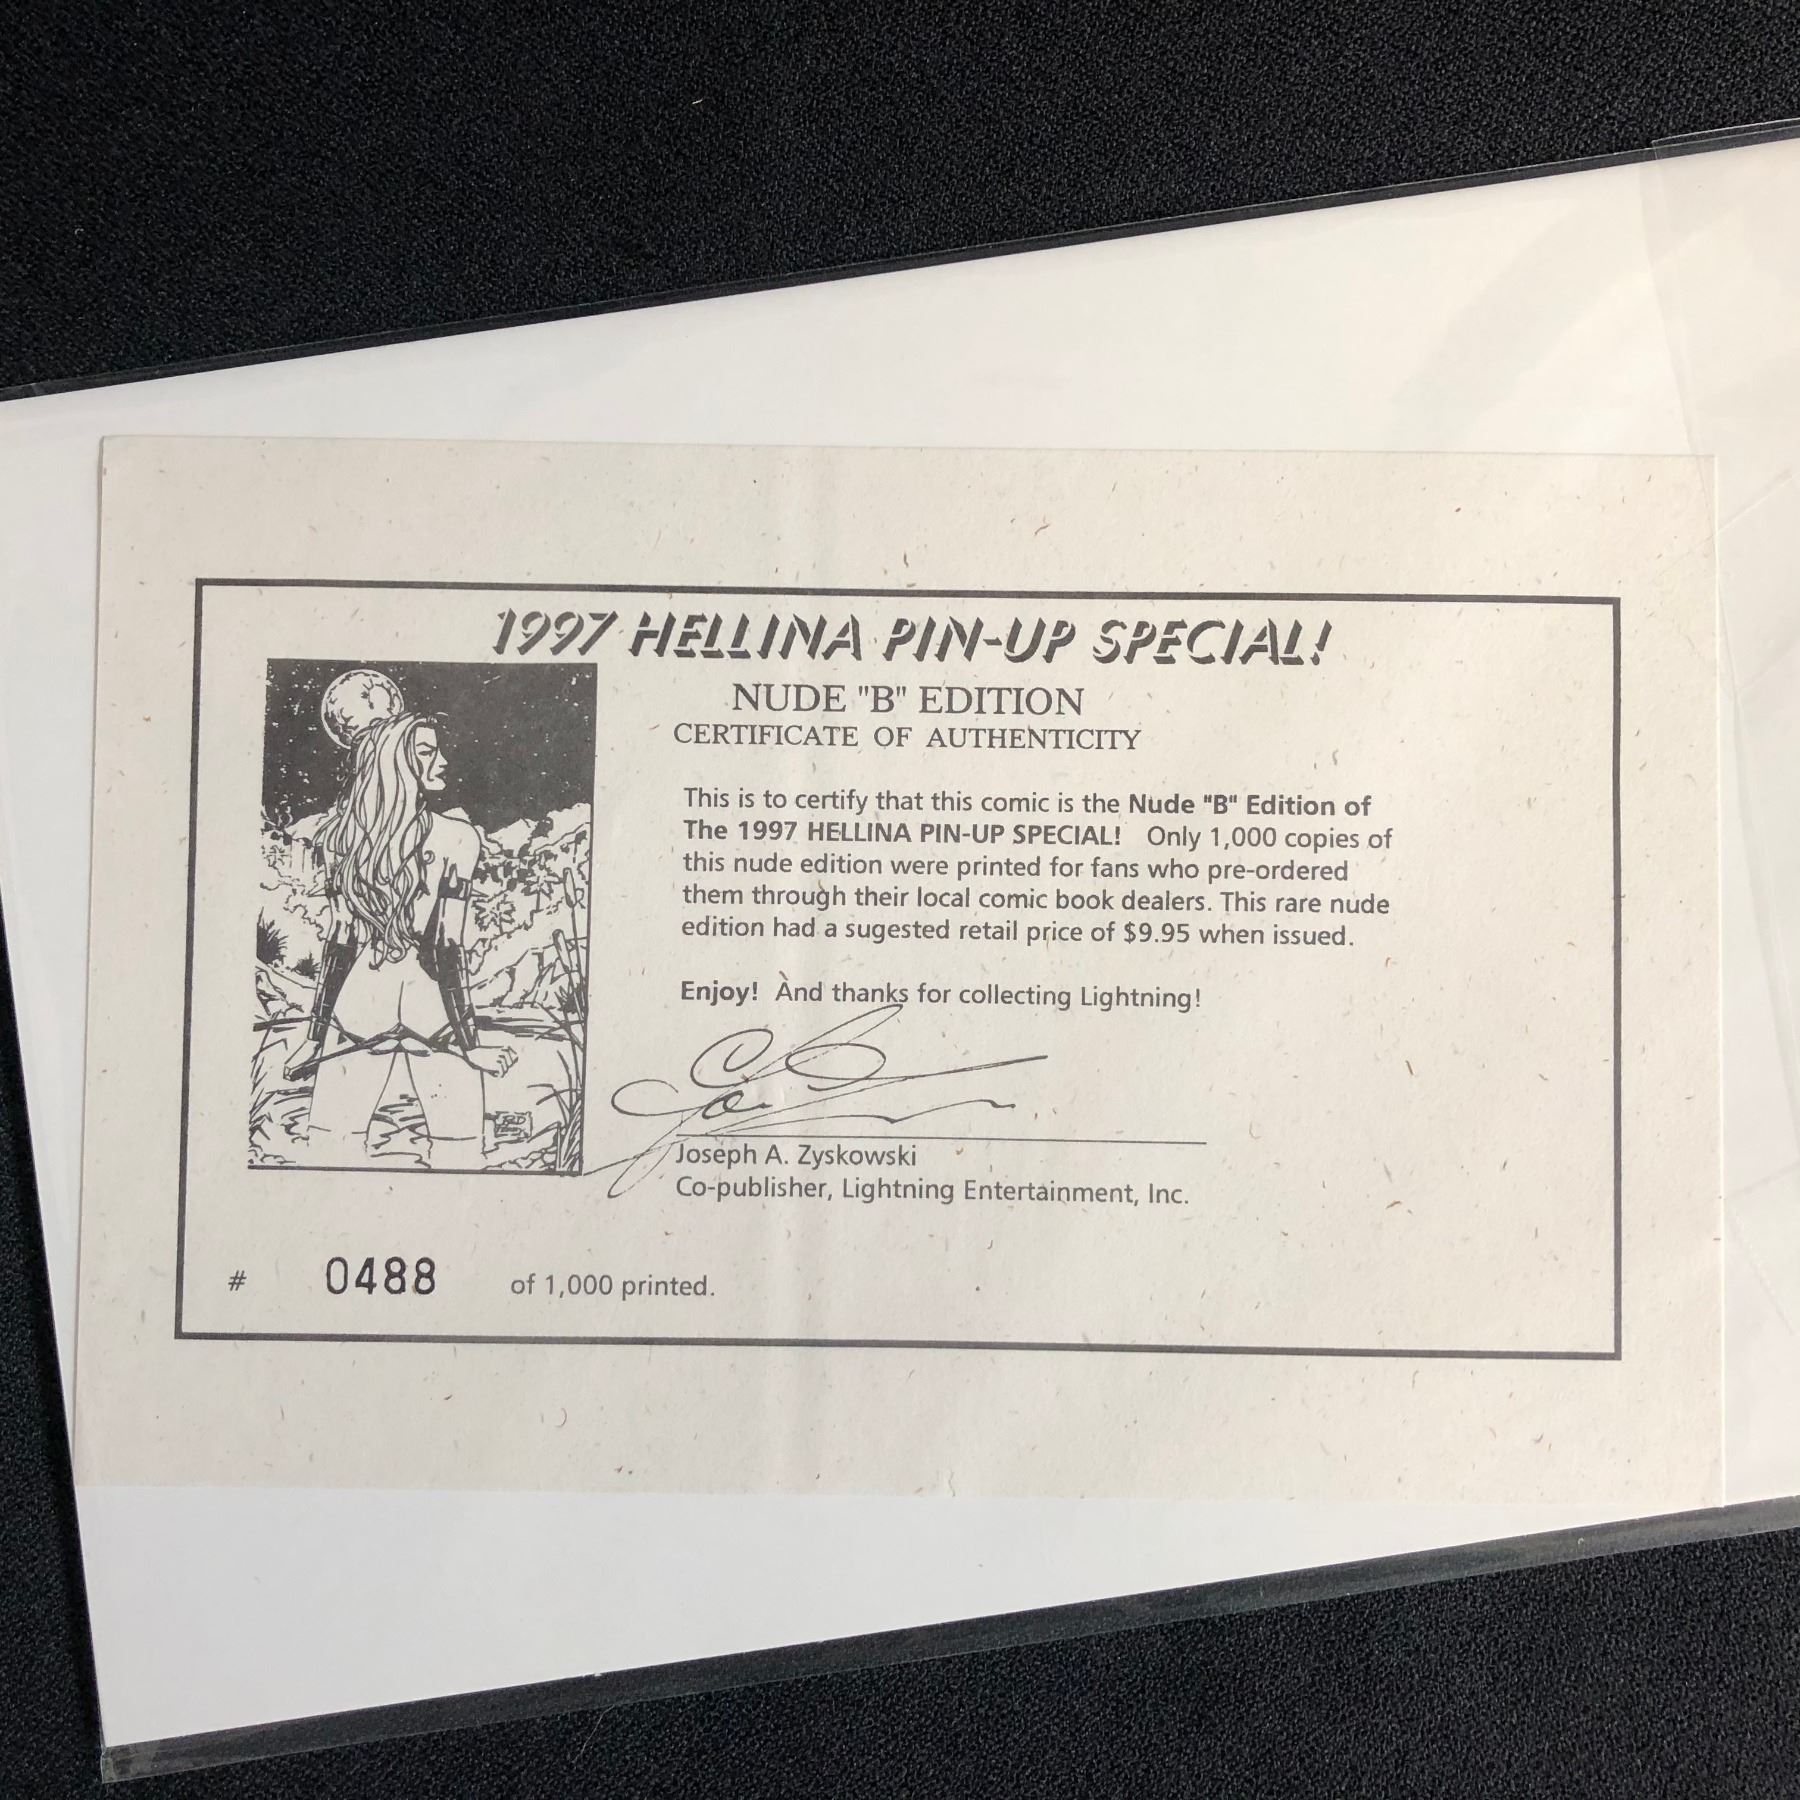 1997 HELLINA PIN-UP SPECIAL!
NUDE "B" EDITION
CERTIFICATE OF AUTHENTICITY
This is to certify that this comic is the Nude "B" Edition of
The 1997 HELLINA PIN-UP SPECIAL! Only 1,000 copies of
this nude edition were printed for fans who pre-ordered
them through their local comic book dealers. This rare nude
edition had a sugested retail price of $9.95 when issued.
Enjoy! And thanks for collecting Lightning!
Joseph A. Zyskowski
Co-publisher, Lightning Entertainment, Inc.
# 0488 of 1,000 printed.